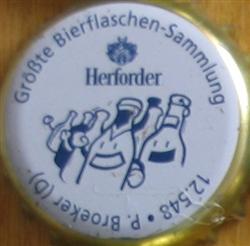 Größte Bierflaschen-Sammlung
Herforder
12.548 • P. Broeker (D)